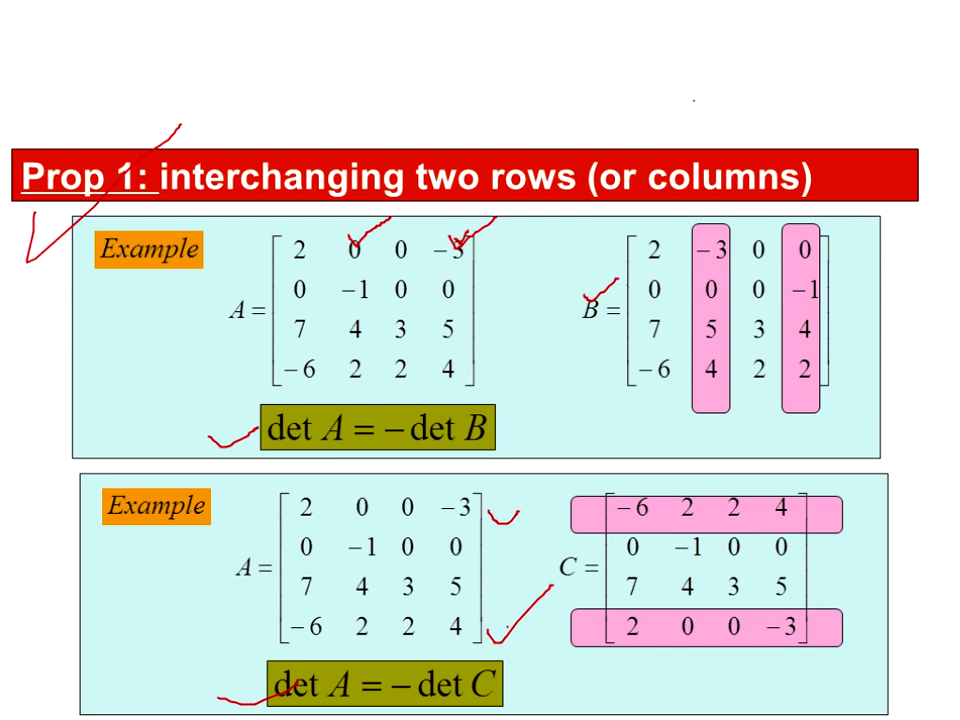 Prop 1: interchanging two rows (or columns)
Example
2 0 0 −3 2 −3 0 0
0 −1 0 0 0 0 0 −1
A = B =
7 4 3 5 7 5 3 4
−6 2 2 4 −6 4 2 2
det A = − det B
Example
2 0 0 −3 −6 2 2 4
0 −1 0 0 0 −1 0 0
A = C =
7 4 3 5 7 4 3 5
−6 2 2 4 2 0 0 −3
det A = − det C